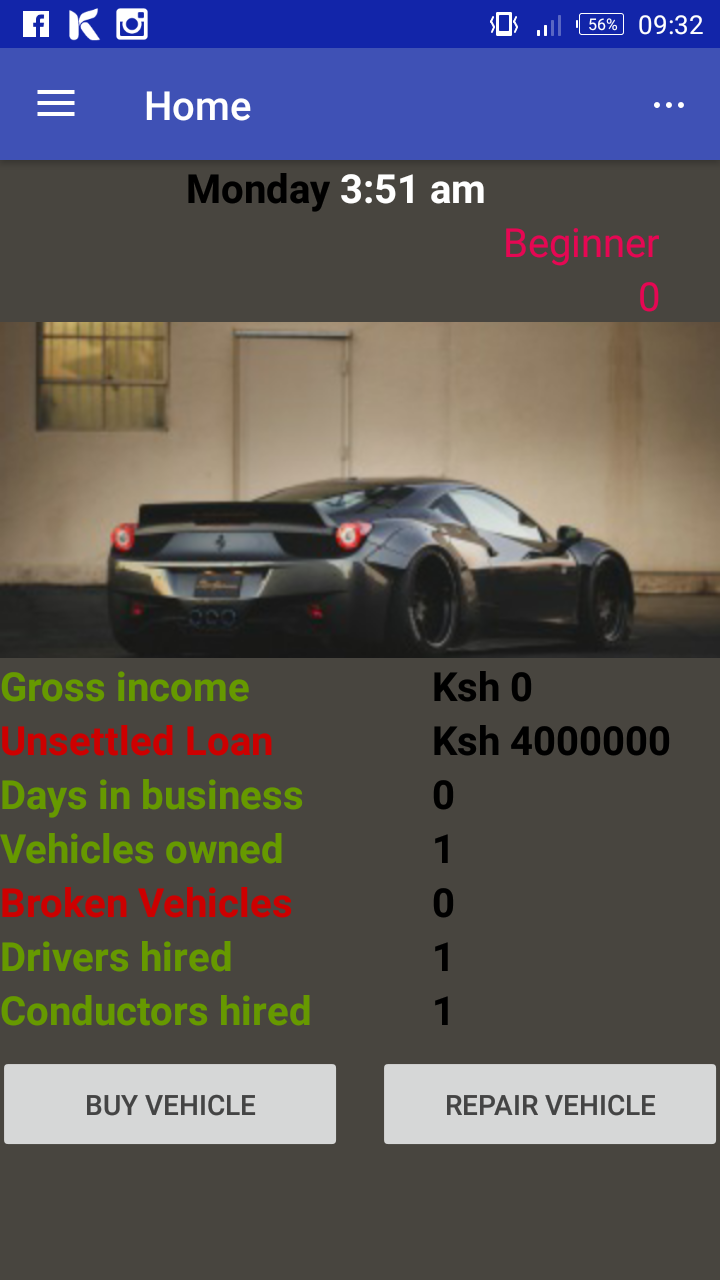 56% 09:32
Home
Monday 3:51 am
Beginner
0
Gross income Ksh 0
Unsettled Loan Ksh 4000000
Days in business 0
Vehicles owned 1
Broken Vehicles 0
Drivers hired 1
Conductors hired 1
BUY VEHICLE REPAIR VEHICLE